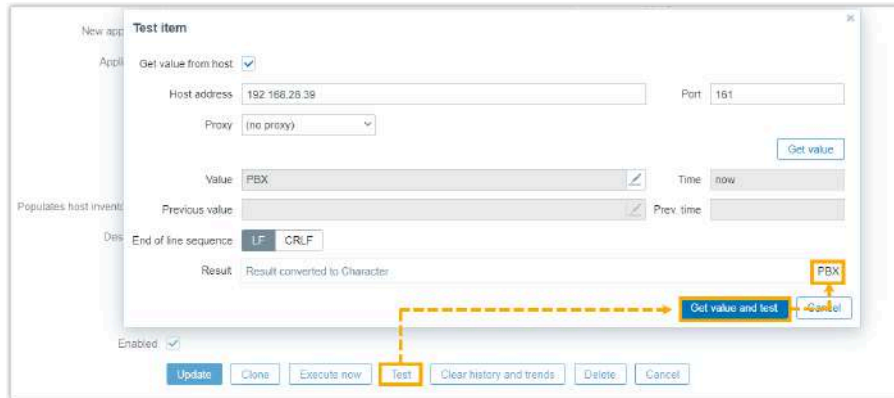 Test item
New app
Appli
Get value from host
Host address 192.168.28.39 Port 161
Proxy (no proxy)
Get value
Value PBX Time now
Populates host invento
Previous value Prev. time
Des
End of line sequence LF CRLF
Result Result converted to Character PBX
Get value and test Cancel
Enabled
Update Clone Execute now Test Clear history and trends Delete Cancel